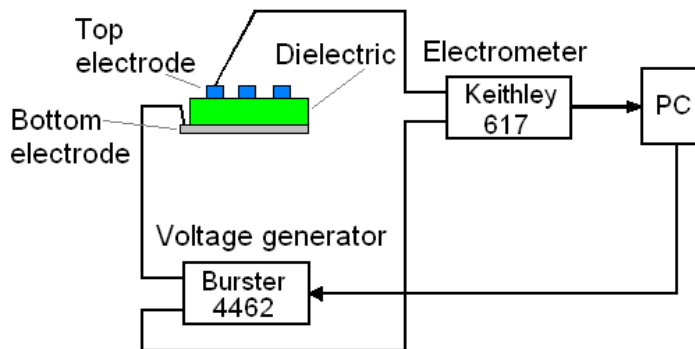 Top
electrode
Dielectric
Electrometer
Keithley
617
PC
Bottom
electrode
Voltage generator
Burster
4462